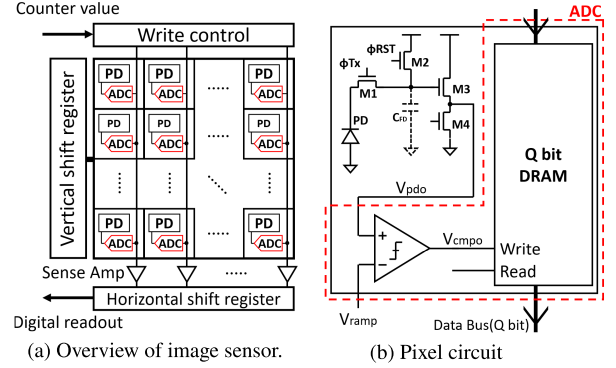 Counter value
Write control
Vertical shift register
PD
PD
PD
ADC
ADC
ADC
PD
PD
PD
ADC
ADC
ADC
PD
PD
PD
ADC
ADC
ADC
Sense Amp
Horizontal shift register
Digital readout
(a) Overview of image sensor.
ADC
ϕRST
ϕTx
M2
M1
M3
PD
CFD
M4
Q bit
DRAM
Vpdo
+
Vcmpo
Write
−
Read
Vramp
Data Bus(Q bit)
(b) Pixel circuit